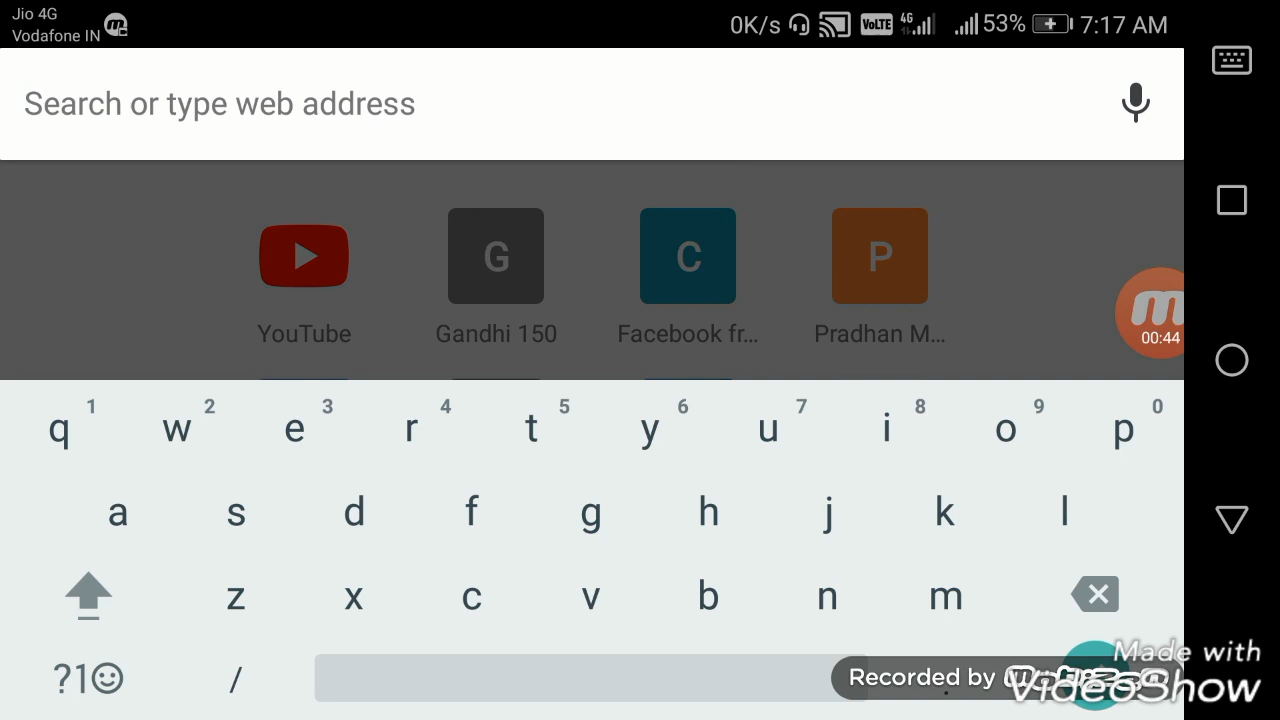 Jio 4G
Vodafone IN
0K/s VoLTE 4G 53% 7:17 AM
Search or type web address
G C P
YouTube Gandhi 150 Facebook fr... Pradhan M...
00:44
1 2 3 4 5 6 7 8 9 0
q w e r t y u i o p
a s d f g h j k l
z x c v b n m
?1 / .
Recorded by
Made with
VideoShow